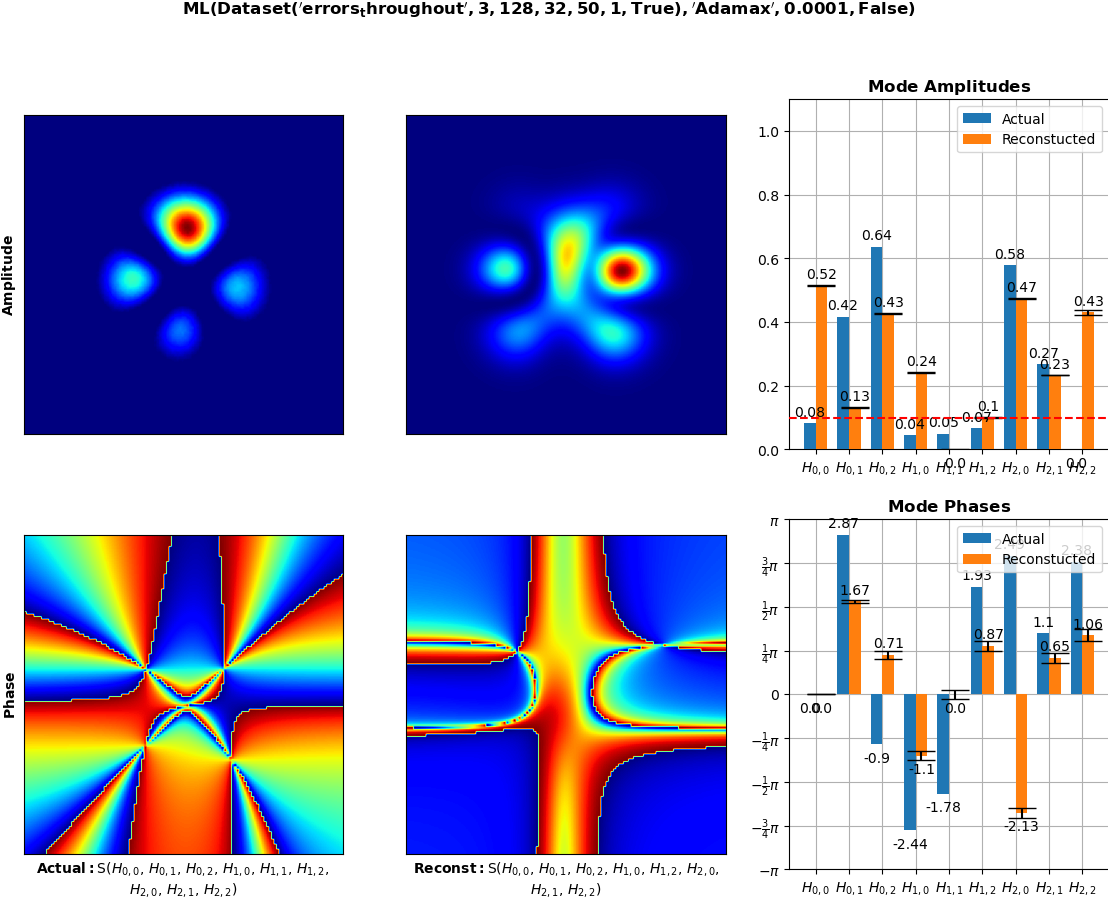 ML(Dataset('errors_throughout', 3, 128, 32, 50, 1, True), 'Adamax', 0.0001, False)
Amplitude
Mode Amplitudes
Actual
Reconstucted
1.0
0.8
0.6
0.4
0.2
0.0
0.08
0.52
0.42
0.13
0.64
0.43
0.04
0.24
0.05
0.0
0.07
0.1
0.58
0.47
0.27
0.23
0.0
0.43
H0,0 H0,1 H0,2 H1,0 H1,1 H1,2 H2,0 H2,1 H2,2
Phase
Actual: S(H0,0, H0,1, H0,2, H1,0, H1,1, H1,2,
H2,0, H2,1, H2,2)
Reconst: S(H0,0, H0,1, H0,2, H1,0, H1,2, H2,0,
H2,1, H2,2)
Mode Phases
Actual
Reconstucted
π
3/4π
1/2π
1/4π
0
−1/4π
−1/2π
−3/4π
−π
0.0
0.0
2.87
1.67
-0.9
0.71
-2.44
-1.1
-1.78
0.0
1.93
0.87
-2.13
1.1
0.65
2.38
1.06
H0,0 H0,1 H0,2 H1,0 H1,1 H1,2 H2,0 H2,1 H2,2